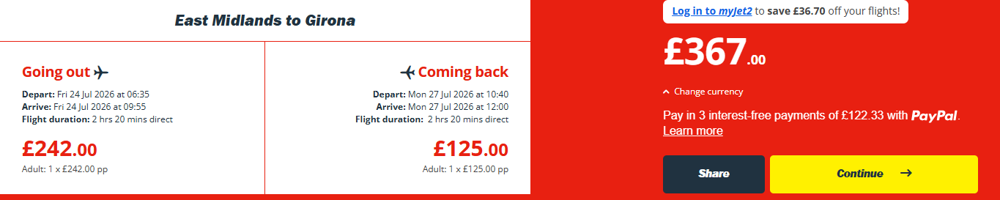 East Midlands to Girona
Going out
Depart: Fri 24 Jul 2026 at 06:35
Arrive: Fri 24 Jul 2026 at 09:55
Flight duration: 2 hrs 20 mins direct
£242.00
Adult: 1 x £242.00 pp
Coming back
Depart: Mon 27 Jul 2026 at 10:40
Arrive: Mon 27 Jul 2026 at 12:00
Flight duration: 2 hrs 20 mins direct
£125.00
Adult: 1 x £125.00 pp
Log in to myJet2 to save £36.70 off your flights!
£367.00
Change currency
Pay in 3 interest-free payments of £122.33 with PayPal.
Learn more
Share
Continue